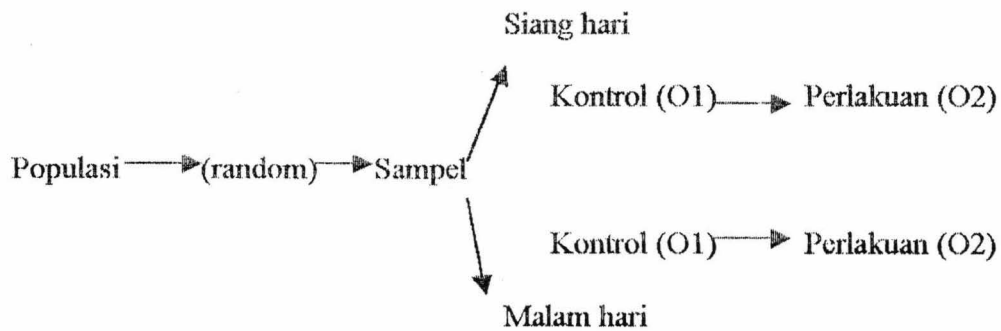 Siang hari
Kontrol (O1) Perlakuan (O2)
Populasi (random) Sampel
Kontrol (O1) Perlakuan (O2)
Malam hari